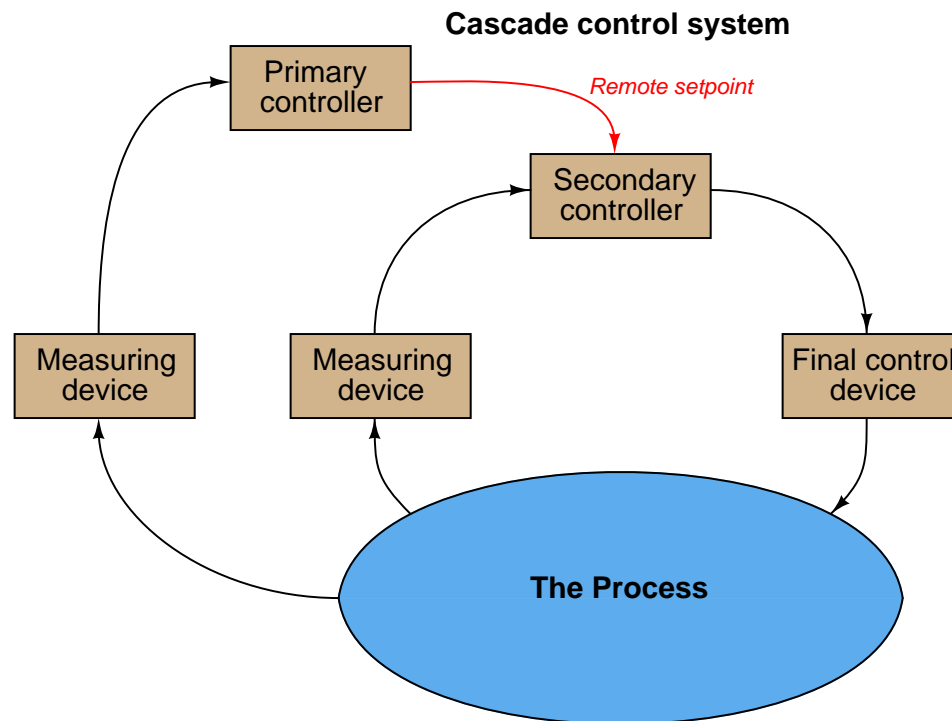 Cascade control system
Primary
controller
Remote setpoint
Secondary
controller
Measuring
device
Measuring
device
Final control
device
The Process